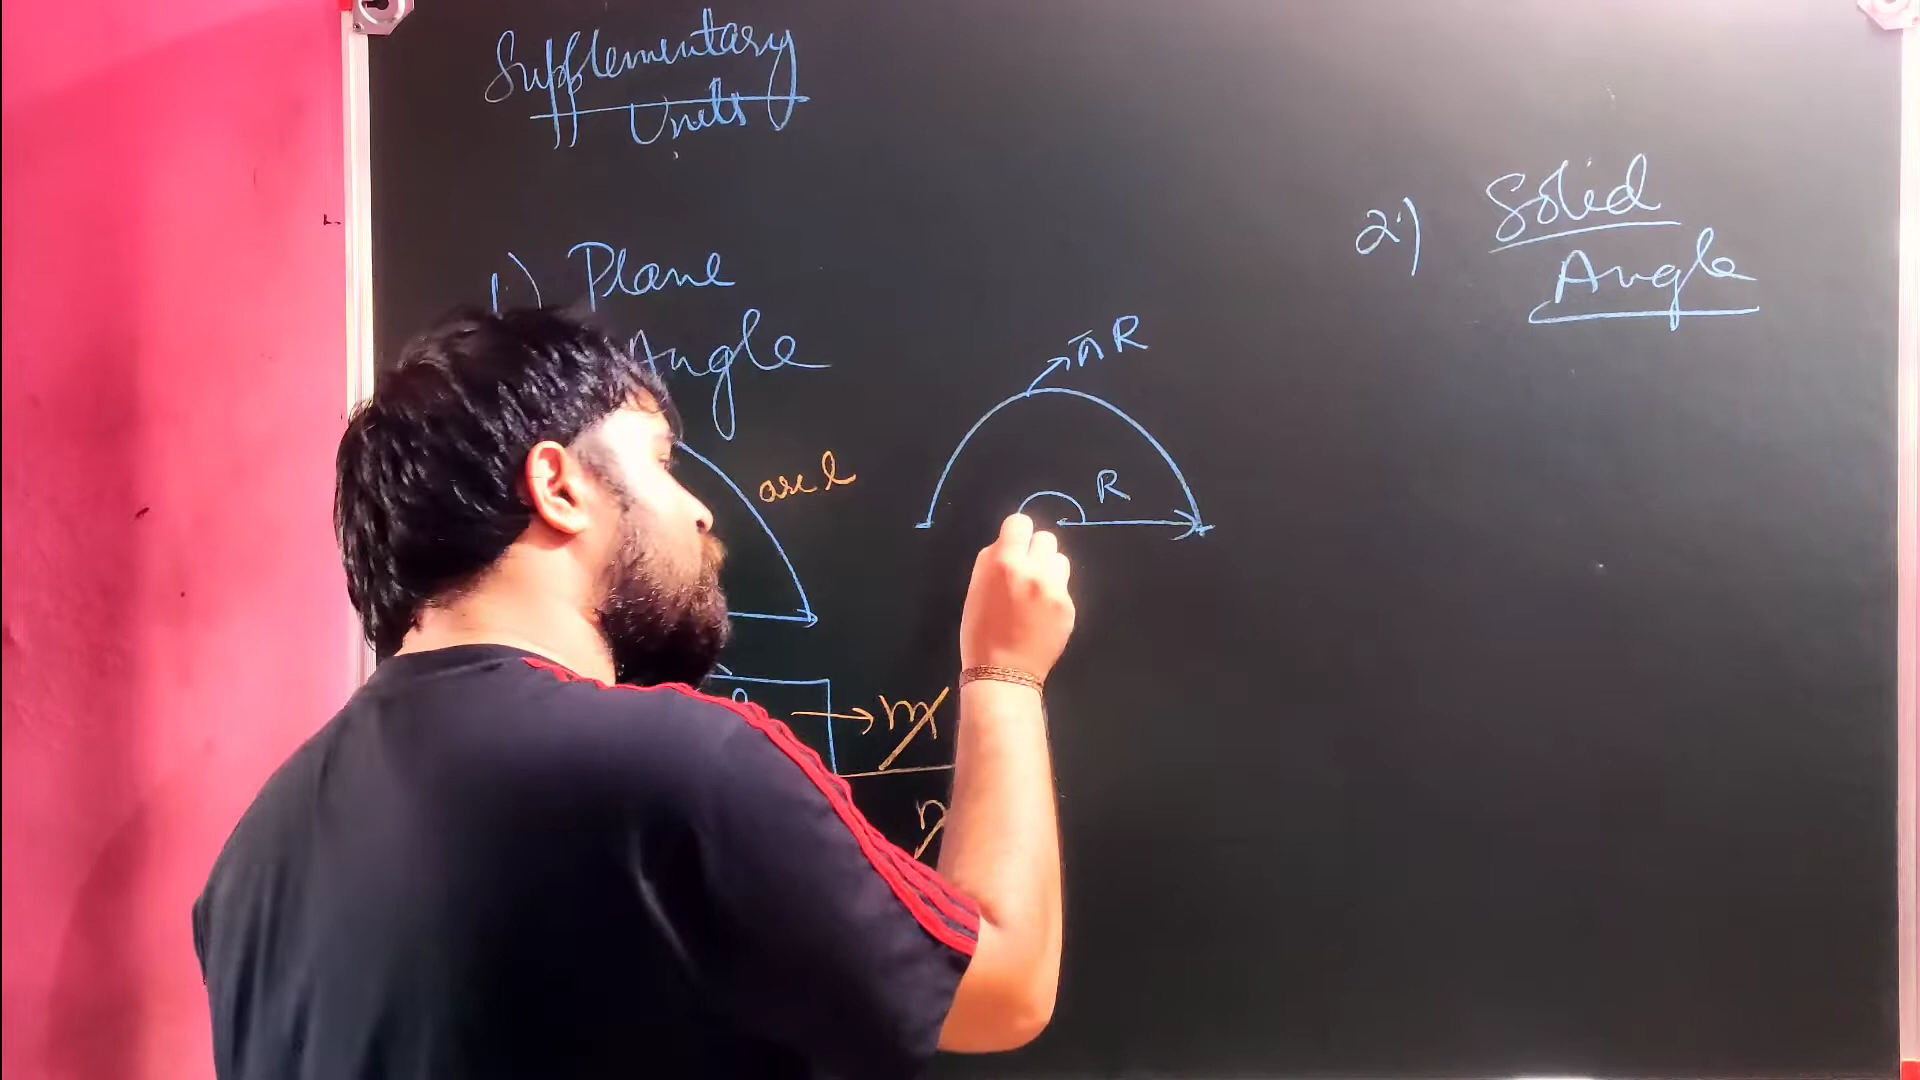 Supplementary
Units
1) Plane
Angle
arc l
πR
R
m
2) Solid
Angle